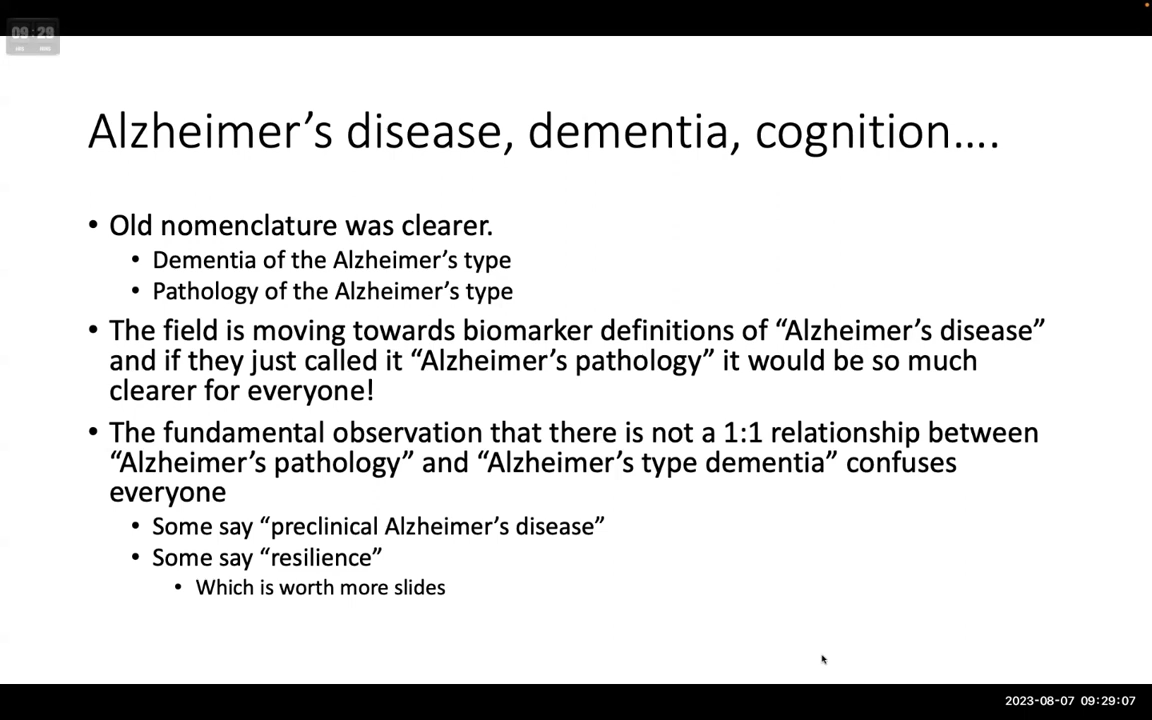 09:29
Alzheimer’s disease, dementia, cognition….
• Old nomenclature was clearer.
• Dementia of the Alzheimer’s type
• Pathology of the Alzheimer’s type
• The field is moving towards biomarker definitions of “Alzheimer’s disease”
and if they just called it “Alzheimer’s pathology” it would be so much
clearer for everyone!
• The fundamental observation that there is not a 1:1 relationship between
“Alzheimer’s pathology” and “Alzheimer’s type dementia” confuses
everyone
• Some say “preclinical Alzheimer’s disease”
• Some say “resilience”
• Which is worth more slides
2023-08-07 09:29:07